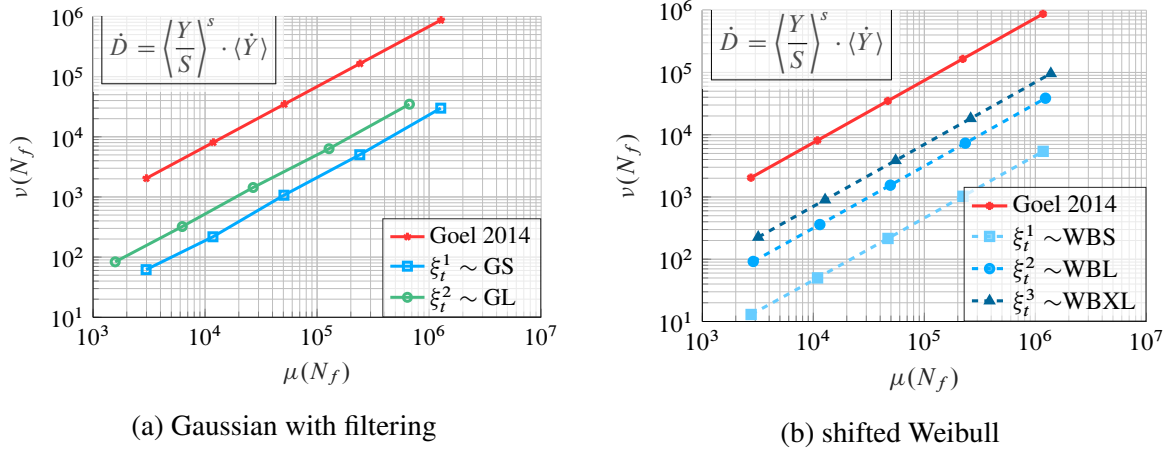 Ḋ = ⟨Y/S⟩^s · ⟨Ẏ⟩
10^6
10^5
10^4
10^3
10^2
10^1
ν(N_f)
Goel 2014
ξ_t^1 ∼ GS
ξ_t^2 ∼ GL
10^3 10^4 10^5 10^6 10^7
μ(N_f)
(a) Gaussian with filtering
Ḋ = ⟨Y/S⟩^s · ⟨Ẏ⟩
10^6
10^5
10^4
10^3
10^2
10^1
ν(N_f)
Goel 2014
ξ_t^1 ∼WBS
ξ_t^2 ∼WBL
ξ_t^3 ∼WBXL
10^3 10^4 10^5 10^6 10^7
μ(N_f)
(b) shifted Weibull